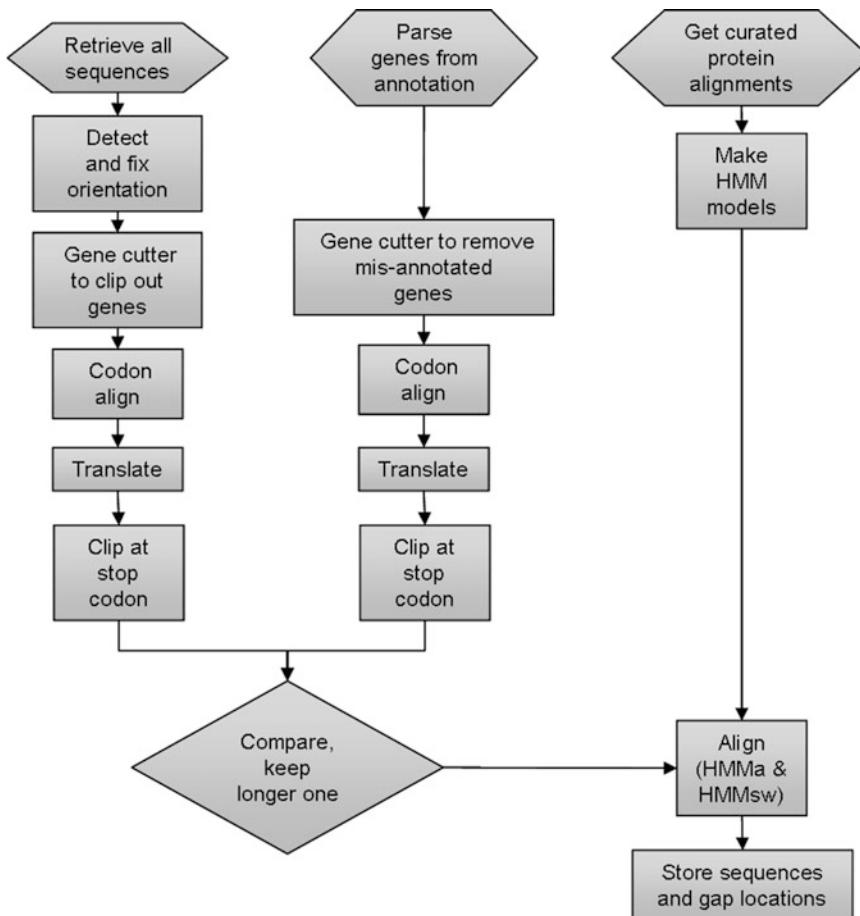 Retrieve all
sequences
Parse
genes from
annotation
Get curated
protein
alignments
Detect
and fix
orientation
Make
HMM
models
Gene cutter
to clip out
genes
Gene cutter to remove
mis-annotated
genes
Codon
align
Codon
align
Translate
Translate
Clip at
stop
codon
Clip at
stop
codon
Compare,
keep
longer one
Align
(HMMa &
HMMsw)
Store sequences
and gap locations